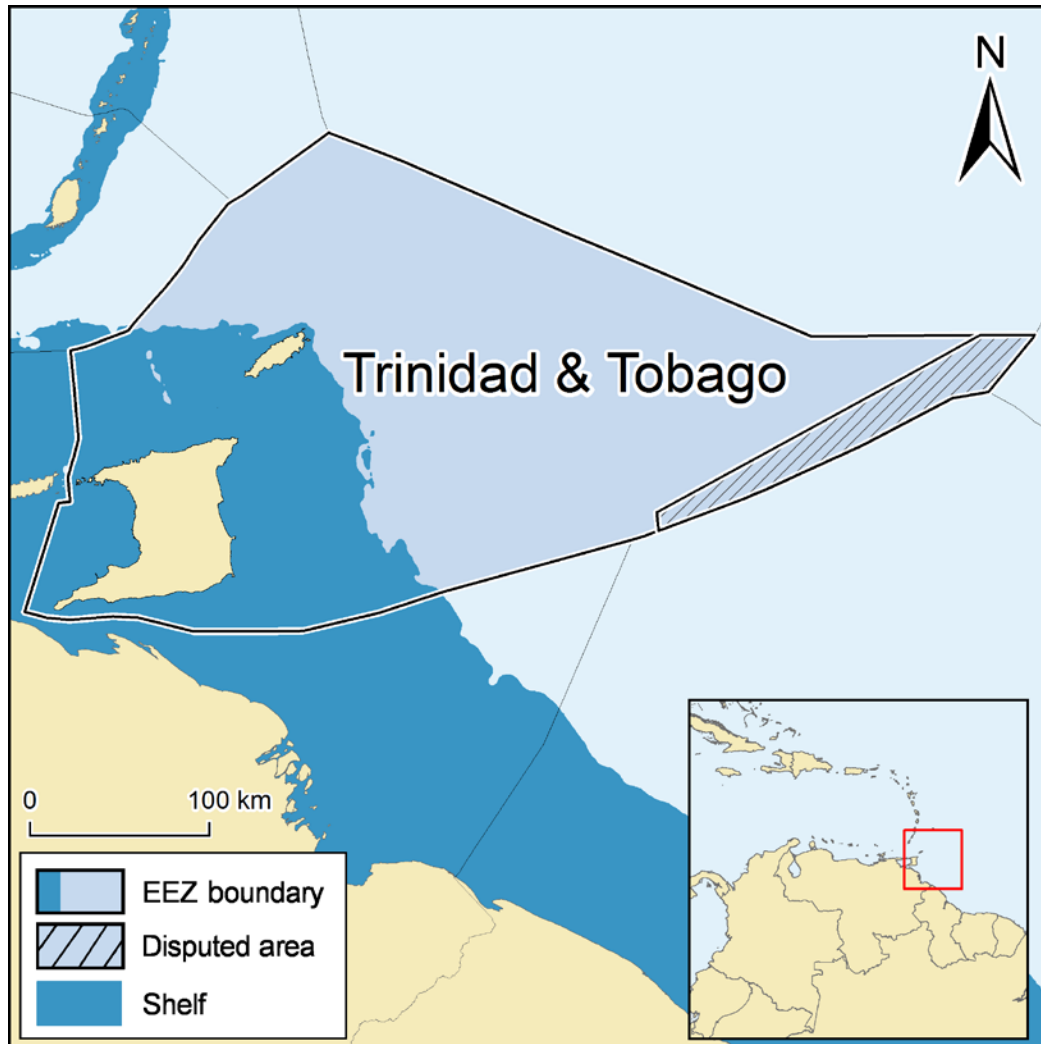 N
Trinidad & Tobago
0 100 km
EEZ boundary
Disputed area
Shelf